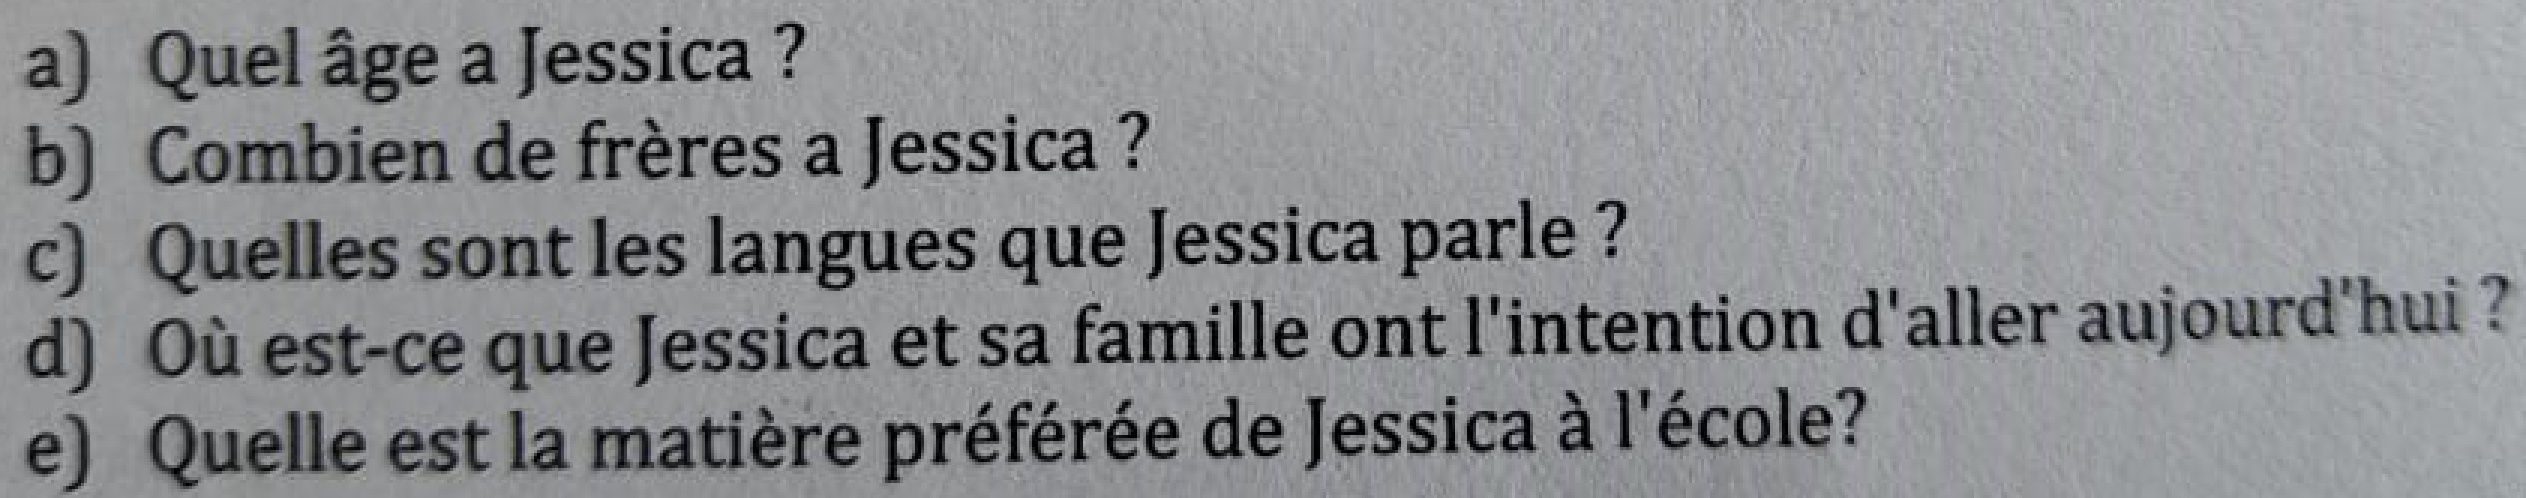 a) Quel âge a Jessica ?
b) Combien de frères a Jessica ?
c) Quelles sont les langues que Jessica parle ?
d) Où est-ce que Jessica et sa famille ont l'intention d'aller aujourd'hui ?
e) Quelle est la matière préférée de Jessica à l'école?